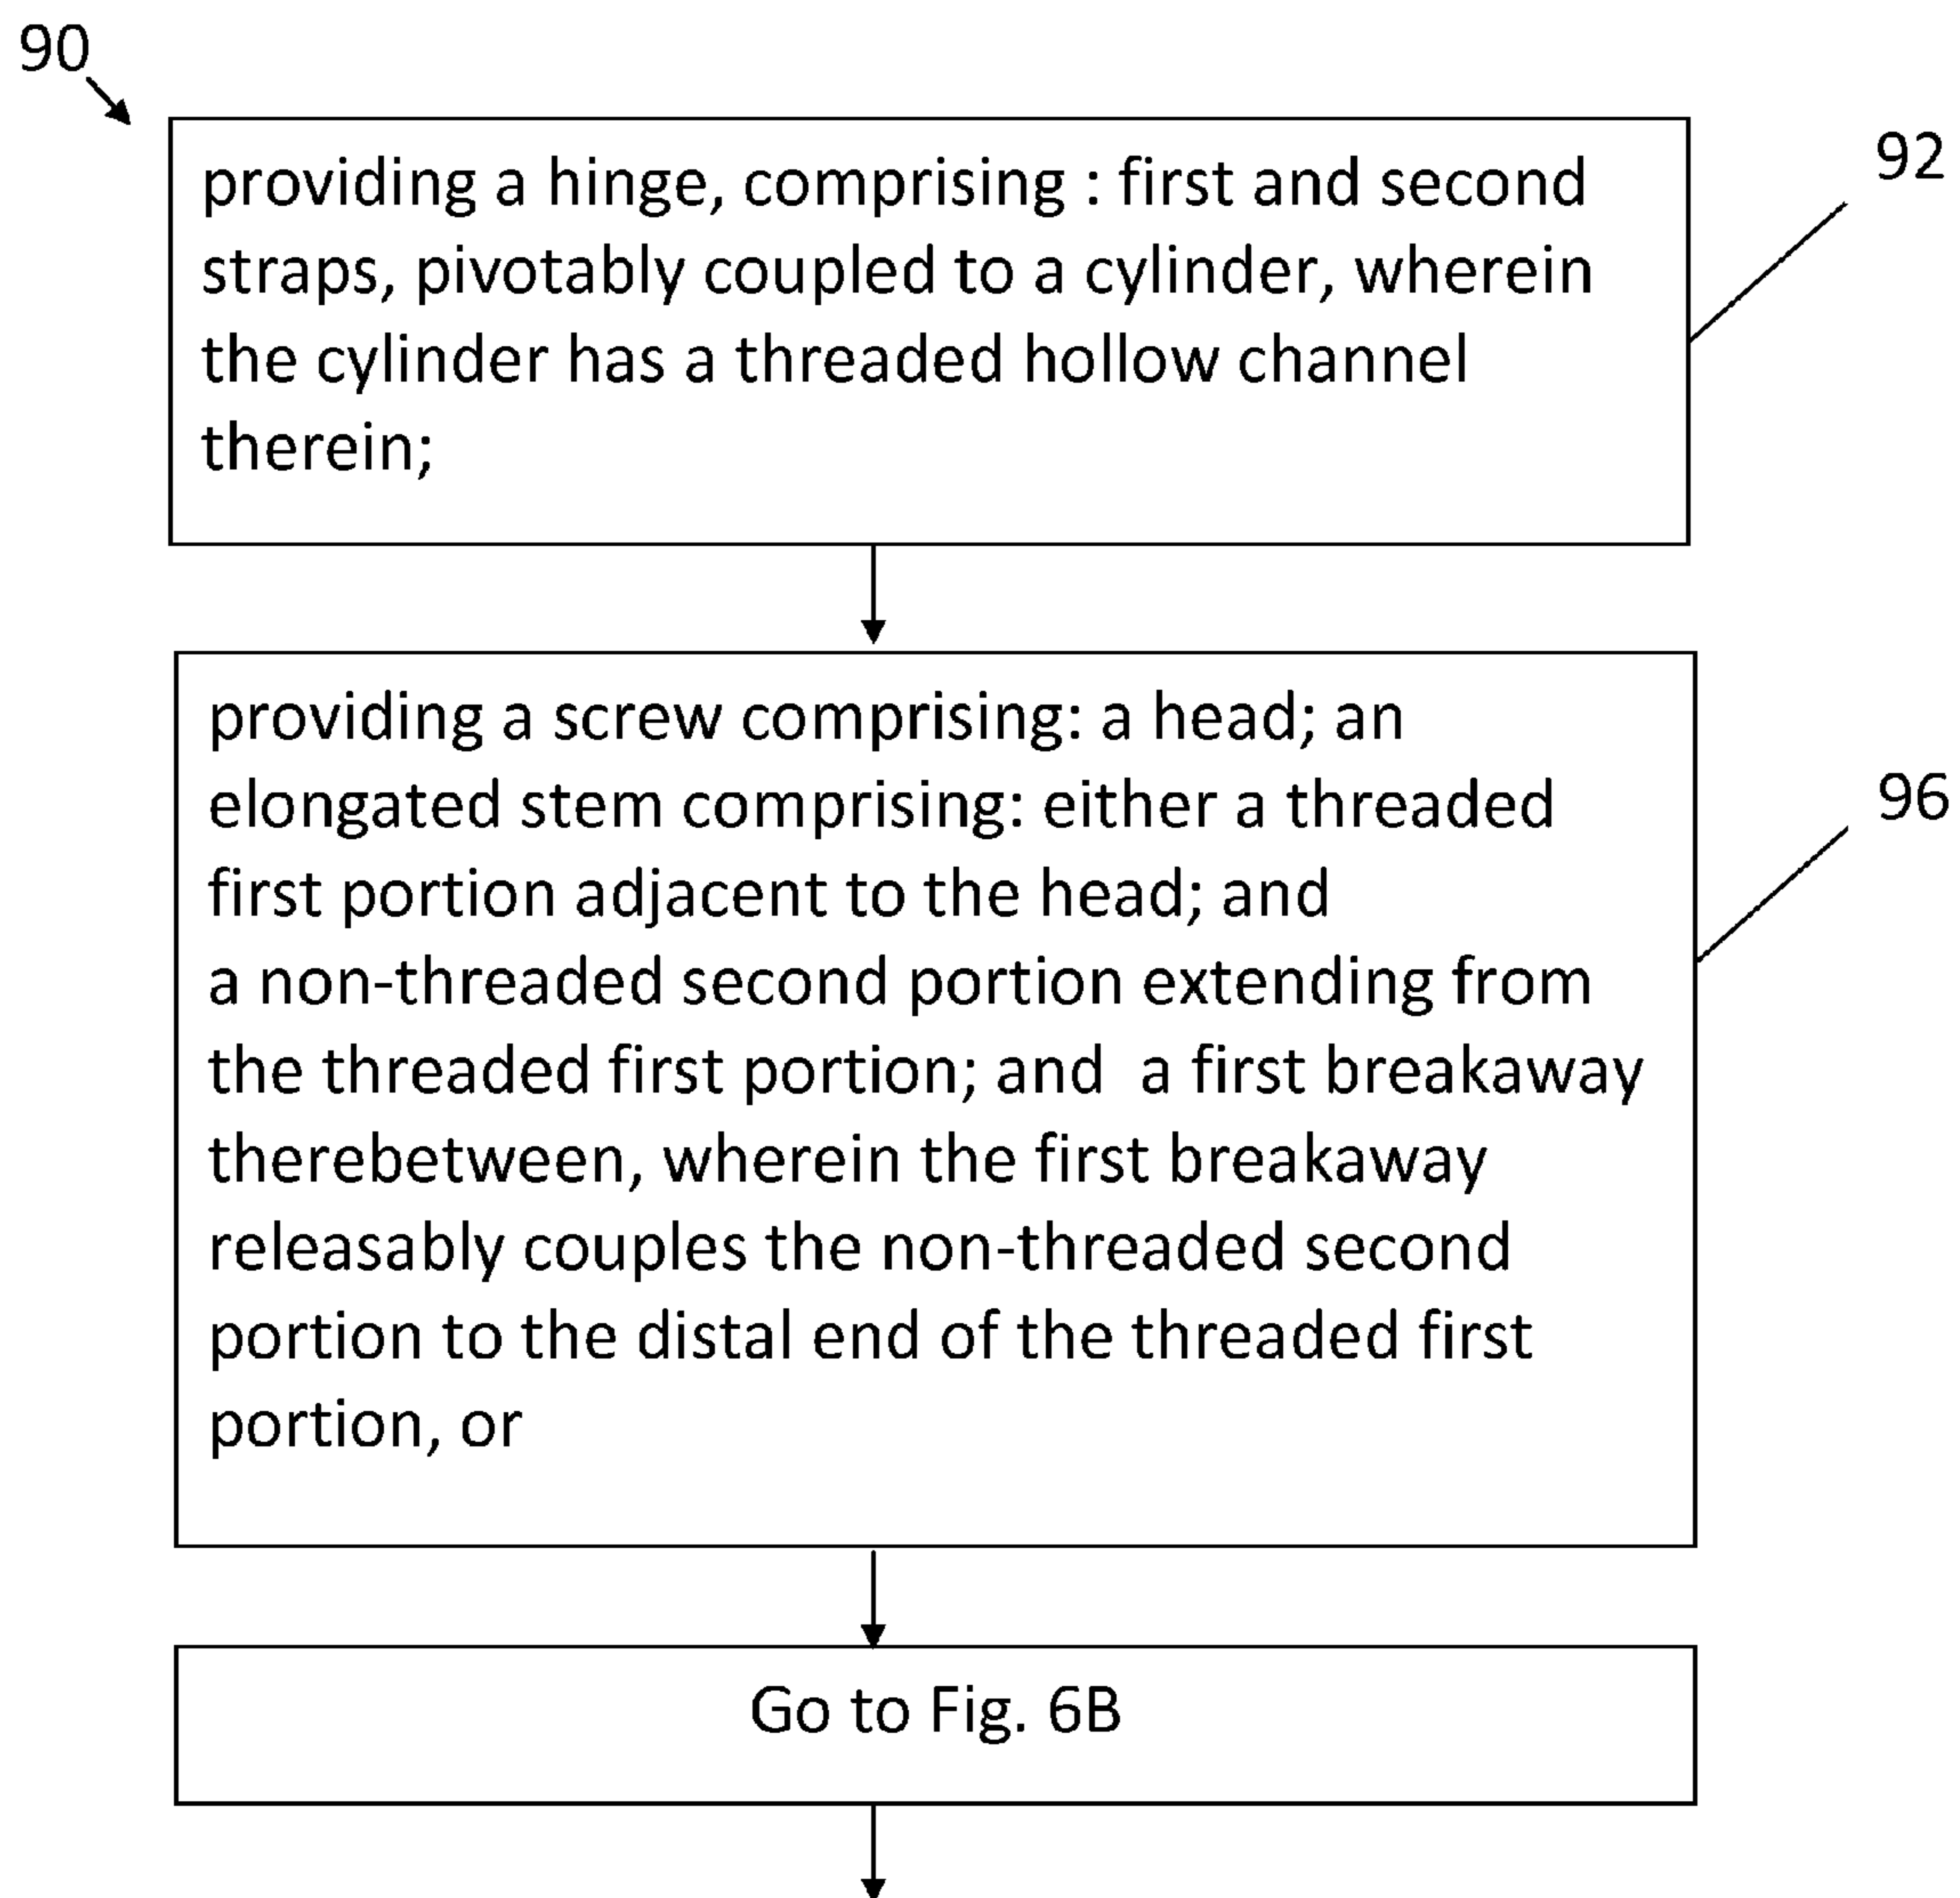 90
providing a hinge, comprising : first and second
straps, pivotably coupled to a cylinder, wherein
the cylinder has a threaded hollow channel
therein;
92
providing a screw comprising: a head; an
elongated stem comprising: either a threaded
first portion adjacent to the head; and
a non-threaded second portion extending from
the threaded first portion; and  a first breakaway
therebetween, wherein the first breakaway
releasably couples the non-threaded second
portion to the distal end of the threaded first
portion, or
96
Go to Fig. 6B